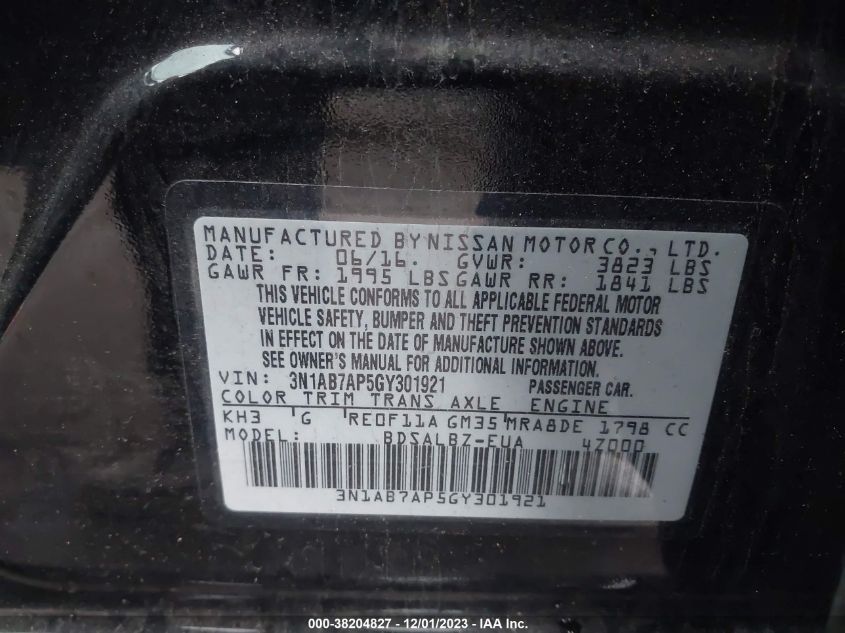 MANUFACTURED BY NISSAN MOTOR CO., LTD.
DATE: 06/16. GVWR: 3823 LBS
GAWR FR: 1995 LBS GAWR RR: 1841 LBS
THIS VEHICLE CONFORMS TO ALL APPLICABLE FEDERAL MOTOR
VEHICLE SAFETY, BUMPER AND THEFT PREVENTION STANDARDS
IN EFFECT ON THE DATE OF MANUFACTURE SHOWN ABOVE.
SEE OWNER'S MANUAL FOR ADDITIONAL INFORMATION.
VIN: 3N1AB7AP5GY301921 PASSENGER CAR.
COLOR TRIM TRANS AXLE ENGINE
KH3 G RE0F11A GM35 MRA8DE 1798 CC
MODEL: BDSALBZ-EUA 4Z000
3N1AB7AP5GY301921
000-38204827 - 12/01/2023 - IAA Inc.